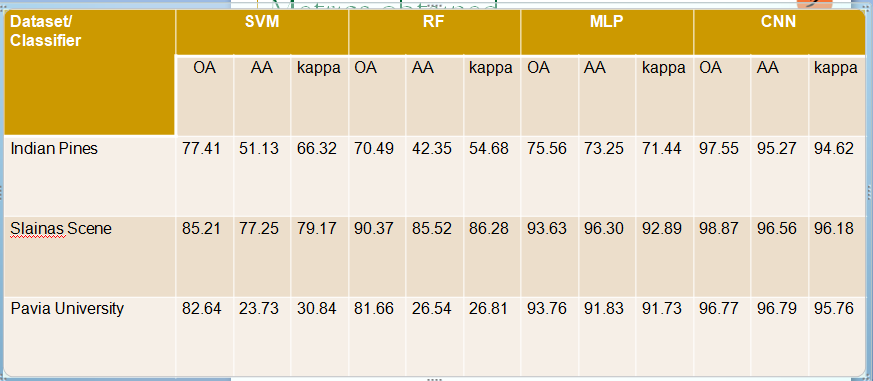 Dataset/ Classifier SVM RF MLP CNN
OA AA kappa OA AA kappa OA AA kappa OA AA kappa
Indian Pines 77.41 51.13 66.32 70.49 42.35 54.68 75.56 73.25 71.44 97.55 95.27 94.62
Slainas Scene 85.21 77.25 79.17 90.37 85.52 86.28 93.63 96.30 92.89 98.87 96.56 96.18
Pavia University 82.64 23.73 30.84 81.66 26.54 26.81 93.76 91.83 91.73 96.77 96.79 95.76